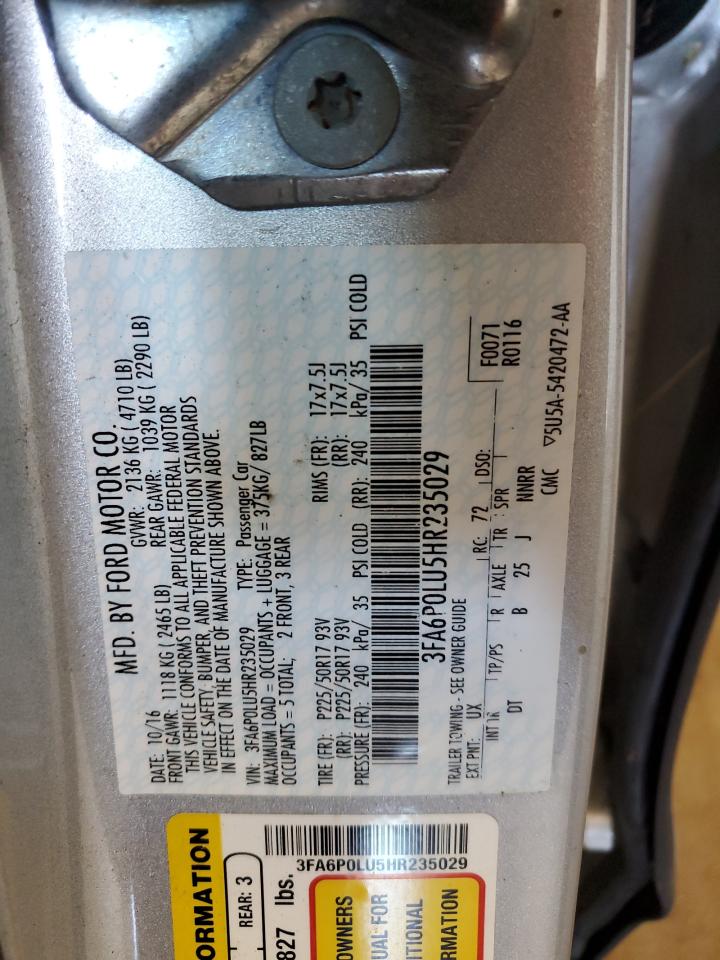 MFD. BY FORD MOTOR CO.
DATE: 10/16 GVWR: 2136 KG ( 4710 LB)
FRONT GAWR: 1118 KG ( 2465 LB) REAR GAWR: 1039 KG ( 2290 LB)
THIS VEHICLE CONFORMS TO ALL APPLICABLE FEDERAL MOTOR
VEHICLE SAFETY, BUMPER, AND THEFT PREVENTION STANDARDS
IN EFFECT ON THE DATE OF MANUFACTURE SHOWN ABOVE.
VIN: 3FA6P0LU5HR235029 TYPE: Passenger Car
MAXIMUM LOAD = OCCUPANTS + LUGGAGE = 375KG/ 827LB
OCCUPANTS = 5 TOTAL; 2 FRONT, 3 REAR
TIRE (FR): P225/50R17 93V RIMS (FR): 17x7.5J
(RR): P225/50R17 93V (RR): 17x7.5J
PRESSURE (FR): 240 kPa/ 35 PSI COLD (RR): 240 kPa/ 35 PSI COLD
3FA6P0LU5HR235029
TRAILER TOWING - SEE OWNER GUIDE
EXT PNT: UX RC: 72 DSO: F0071
INT TR TP/PS R AXLE TR SPR R0116
DT B 25 J NNRR
CMC ▽5U5A-5420472-AA
3FA6P0LU5HR235029
ORMATION
REAR: 3
827 lbs.
OWNERS
UAL FOR
ITIONAL
RMATION